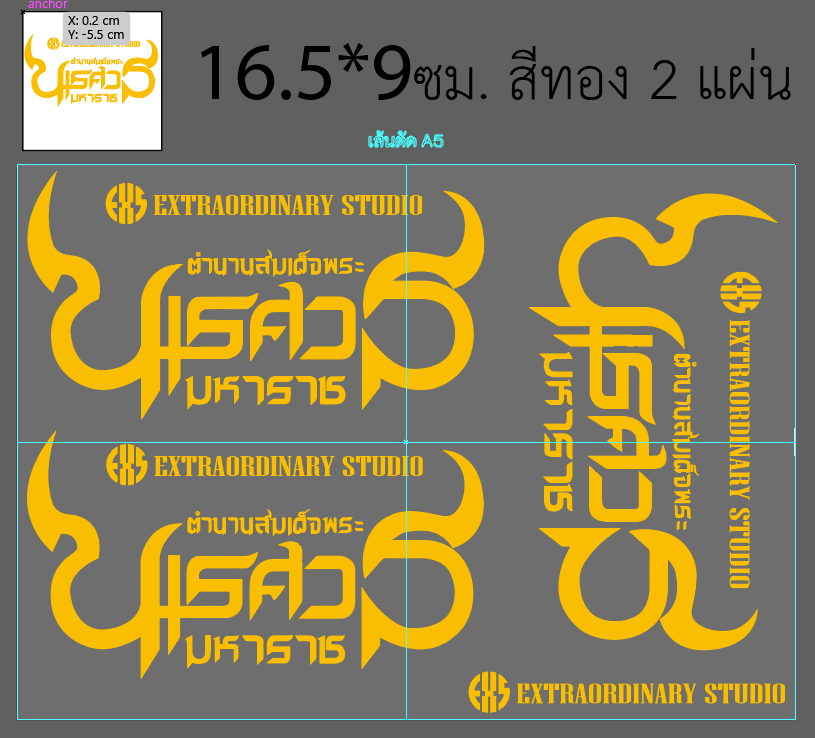 anchor
X: 0.2 cm
Y: -5.5 cm
ตำนานสมเด็จพระ
นเรศวร
มหาราช
16.5*9ซม. สีทอง 2 แผ่น
เส้นตัด A5
EXS EXTRAORDINARY STUDIO
ตำนานสมเด็จพระ
นเรศวร
มหาราช
EXS EXTRAORDINARY STUDIO
ตำนานสมเด็จพระ
นเรศวร
มหาราช
EXS EXTRAORDINARY STUDIO
ตำนานสมเด็จพระ
นเรศวร
มหาราช
EXS EXTRAORDINARY STUDIO